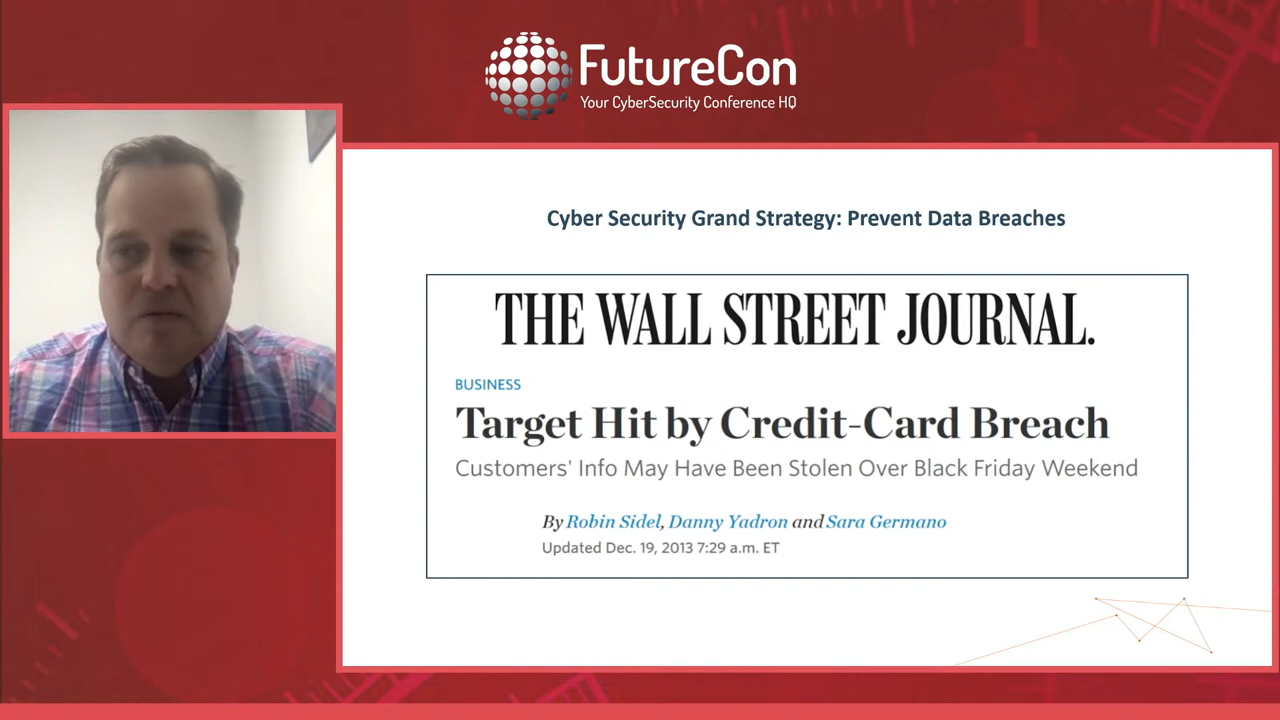 FutureCon
Your CyberSecurity Conference HQ
Cyber Security Grand Strategy: Prevent Data Breaches
THE WALL STREET JOURNAL.
BUSINESS
Target Hit by Credit-Card Breach
Customers' Info May Have Been Stolen Over Black Friday Weekend
By Robin Sidel, Danny Yadron and Sara Germano
Updated Dec. 19, 2013 7:29 a.m. ET